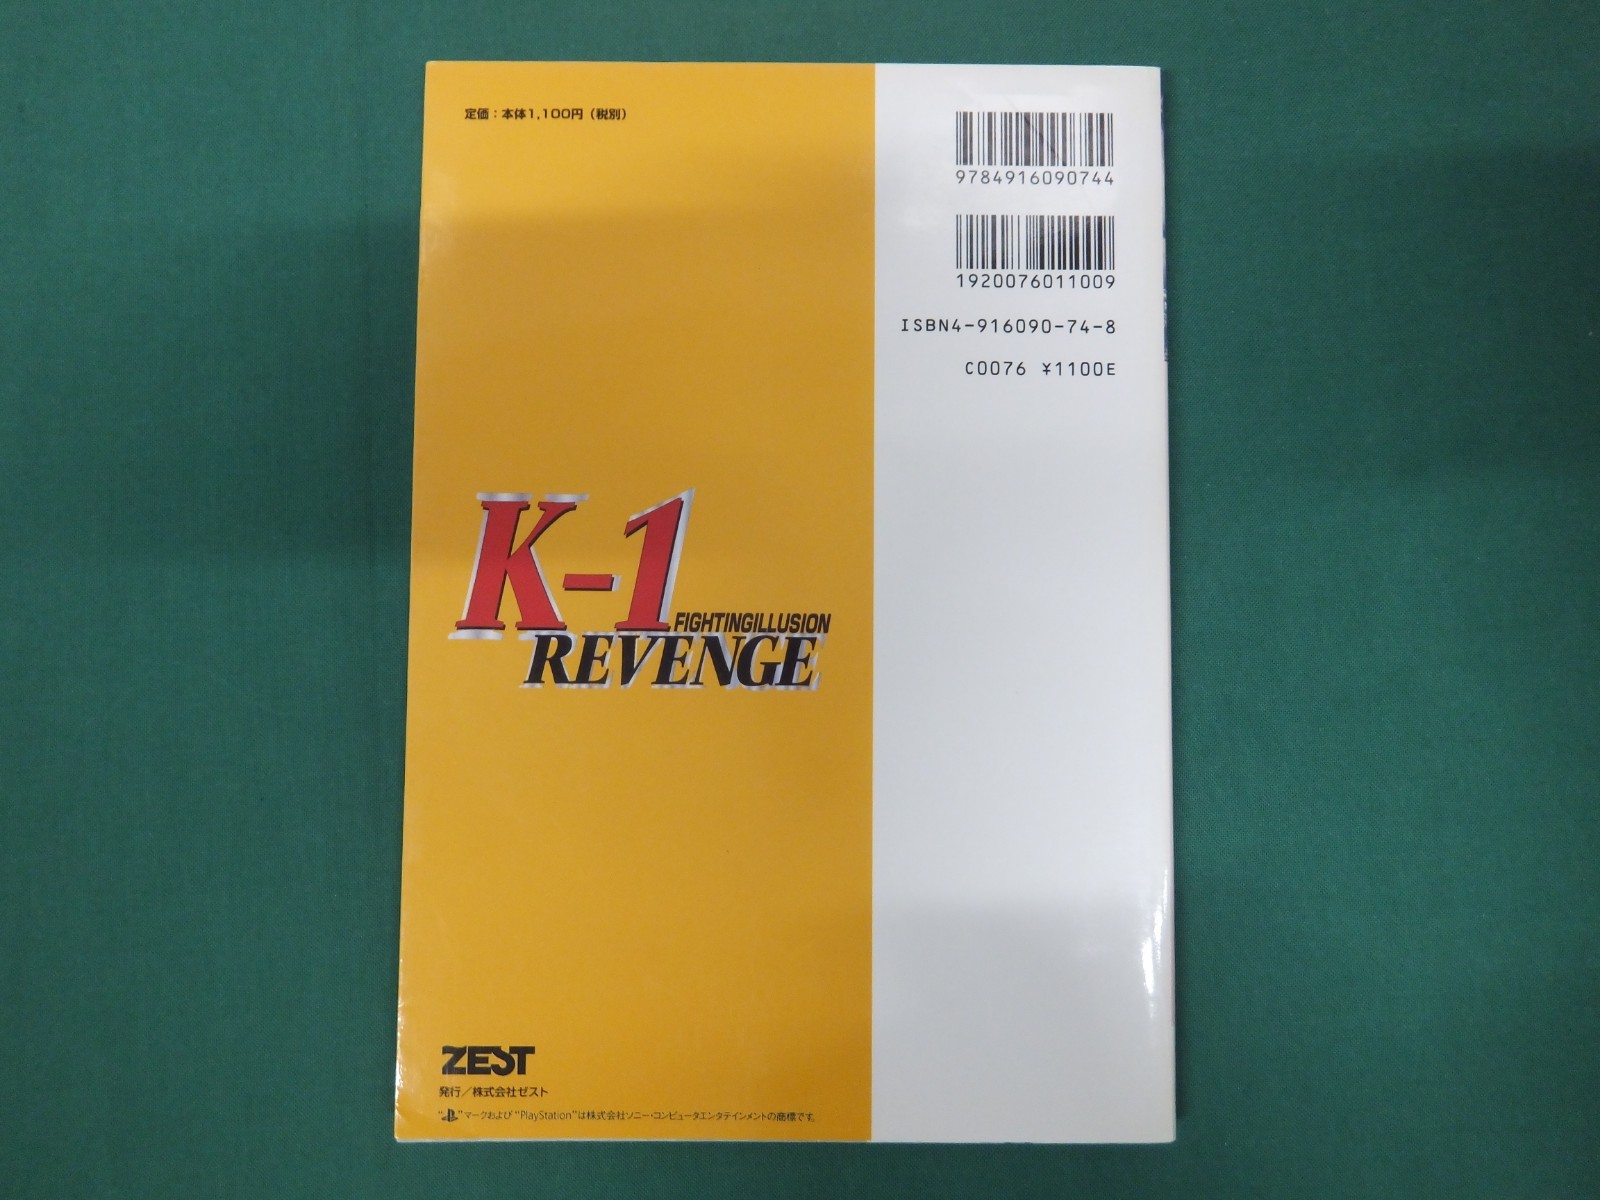 定価：本体1,100円（税別）
9784916090744
1920076011009
ISBN4-916090-74-8
C0076 ¥1100E
K-1
FIGHTINGILLUSION
REVENGE
ZEST
発行／株式会社ゼスト
“ ”マークおよび“PlayStation”は株式会社ソニー・コンピュータエンタテインメントの商標です。